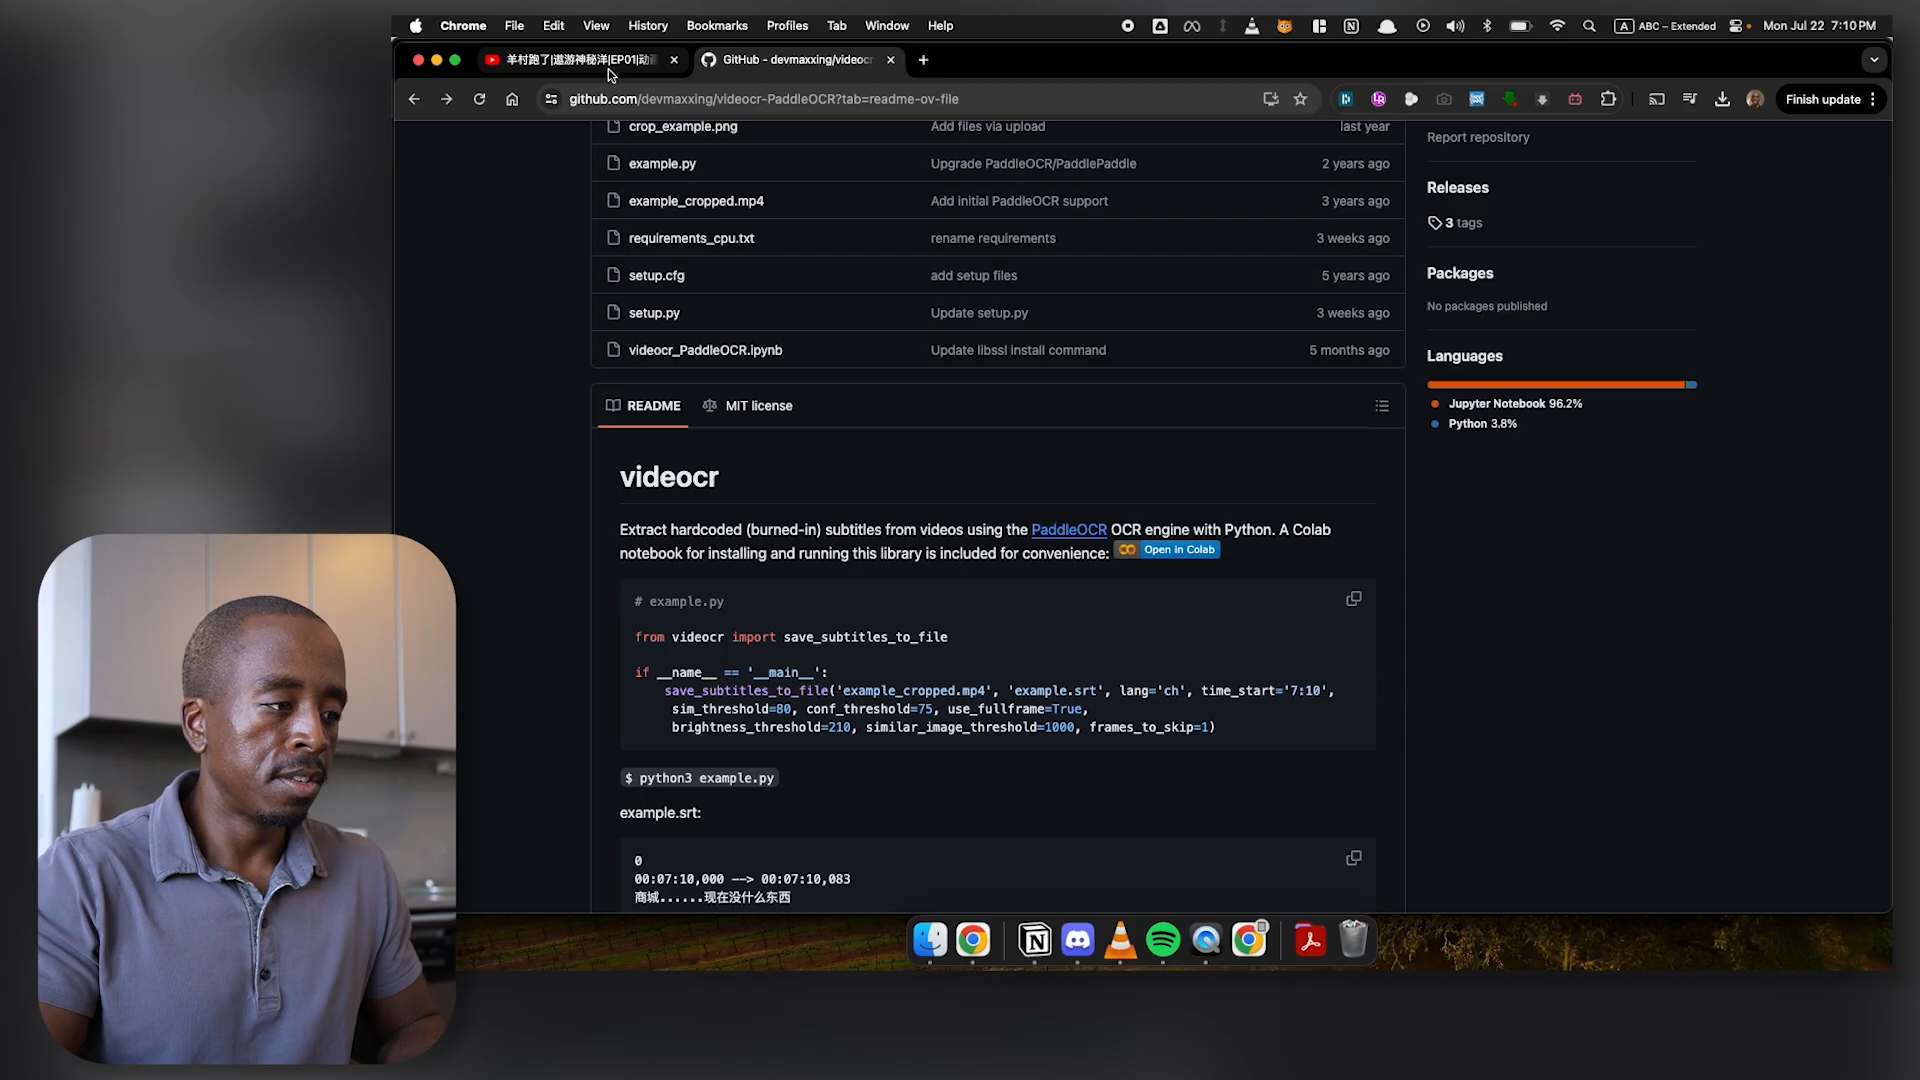 Chrome File Edit View History Bookmarks Profiles Tab Window Help
A ABC – Extended Mon Jul 22 7:10 PM
羊村跑了|遨游神秘洋|EP01|动
GitHub - devmaxxing/videocr
github.com/devmaxxing/videocr-PaddleOCR?tab=readme-ov-file
Finish update
crop_example.png Add files via upload last year
example.py Upgrade PaddleOCR/PaddlePaddle 2 years ago
example_cropped.mp4 Add initial PaddleOCR support 3 years ago
requirements_cpu.txt rename requirements 3 weeks ago
setup.cfg add setup files 5 years ago
setup.py Update setup.py 3 weeks ago
videocr_PaddleOCR.ipynb Update libssl install command 5 months ago
README MIT license
videocr
Extract hardcoded (burned-in) subtitles from videos using the PaddleOCR OCR engine with Python. A Colab
notebook for installing and running this library is included for convenience: Open in Colab
# example.py
from videocr import save_subtitles_to_file
if __name__ == '__main__':
save_subtitles_to_file('example_cropped.mp4', 'example.srt', lang='ch', time_start='7:10',
sim_threshold=80, conf_threshold=75, use_fullframe=True,
brightness_threshold=210, similar_image_threshold=1000, frames_to_skip=1)
$ python3 example.py
example.srt:
0
00:07:10,000 --> 00:07:10,083
商城......现在没什么东西
Report repository
Releases
3 tags
Packages
No packages published
Languages
Jupyter Notebook 96.2%
Python 3.8%